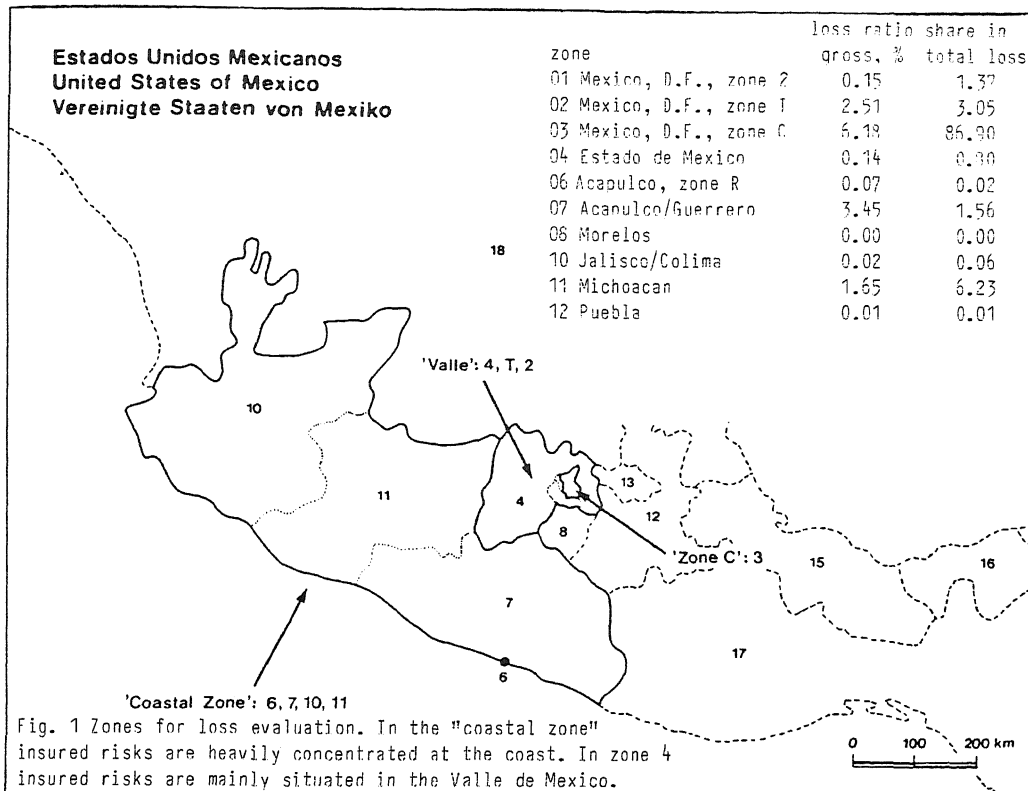 Estados Unidos Mexicanos
United States of Mexico
Vereinigte Staaten von Mexiko
loss ratio share in
zone gross, % total loss
01 Mexico, D.F., zone 2 0.15 1.37
02 Mexico, D.F., zone T 2.51 3.05
03 Mexico, D.F., zone C 6.18 86.90
04 Estado de Mexico 0.14 0.80
06 Acapulco, zone R 0.07 0.02
07 Acapulco/Guerrero 3.45 1.56
08 Morelos 0.00 0.00
10 Jalisco/Colima 0.02 0.06
11 Michoacan 1.65 6.23
12 Puebla 0.01 0.01
18
'Valle': 4, T, 2
10
11
4
13
12
8
'Zone C': 3
15
16
7
17
6
'Coastal Zone': 6, 7, 10, 11
Fig. 1 Zones for loss evaluation. In the "coastal zone"
insured risks are heavily concentrated at the coast. In zone 4
insured risks are mainly situated in the Valle de Mexico.
0 100 200 km